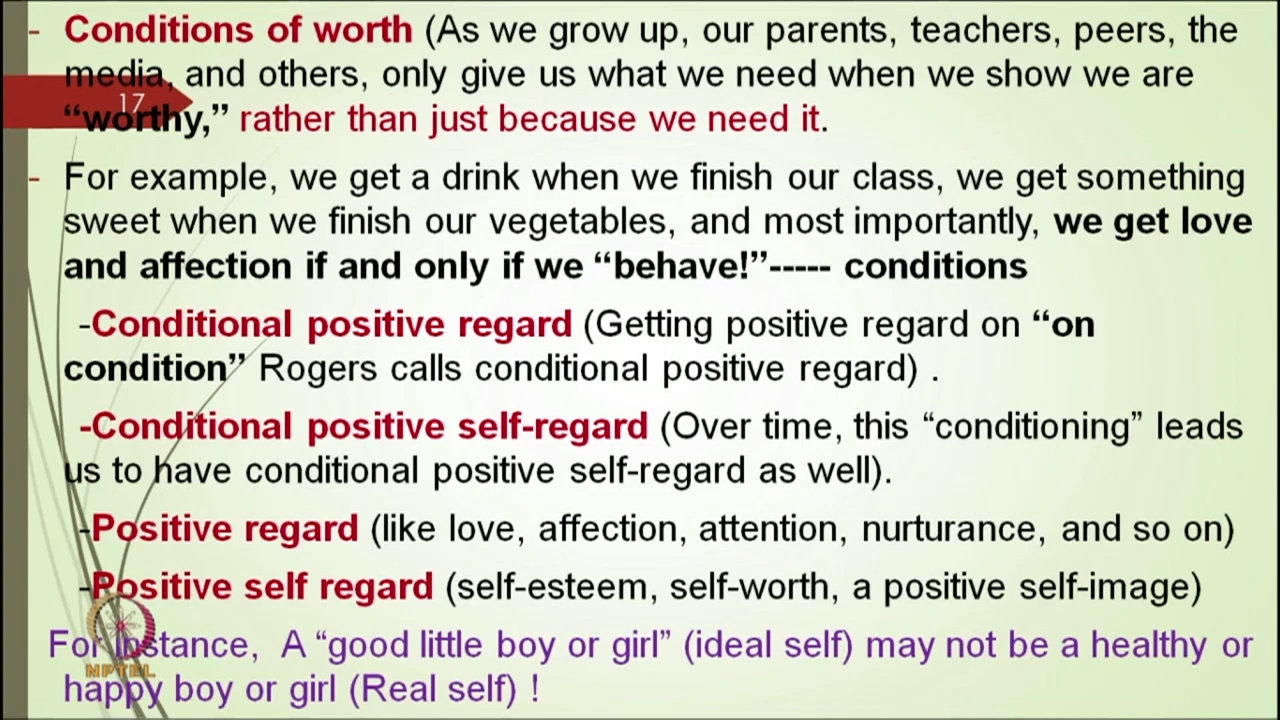 - Conditions of worth (As we grow up, our parents, teachers, peers, the
media, and others, only give us what we need when we show we are
17
“worthy,” rather than just because we need it.
- For example, we get a drink when we finish our class, we get something
sweet when we finish our vegetables, and most importantly, we get love
and affection if and only if we “behave!”----- conditions
-Conditional positive regard (Getting positive regard on “on
condition” Rogers calls conditional positive regard) .
-Conditional positive self-regard (Over time, this “conditioning” leads
us to have conditional positive self-regard as well).
-Positive regard (like love, affection, attention, nurturance, and so on)
-Positive self regard (self-esteem, self-worth, a positive self-image)
For instance, A “good little boy or girl” (ideal self) may not be a healthy or
NPTEL
happy boy or girl (Real self) !